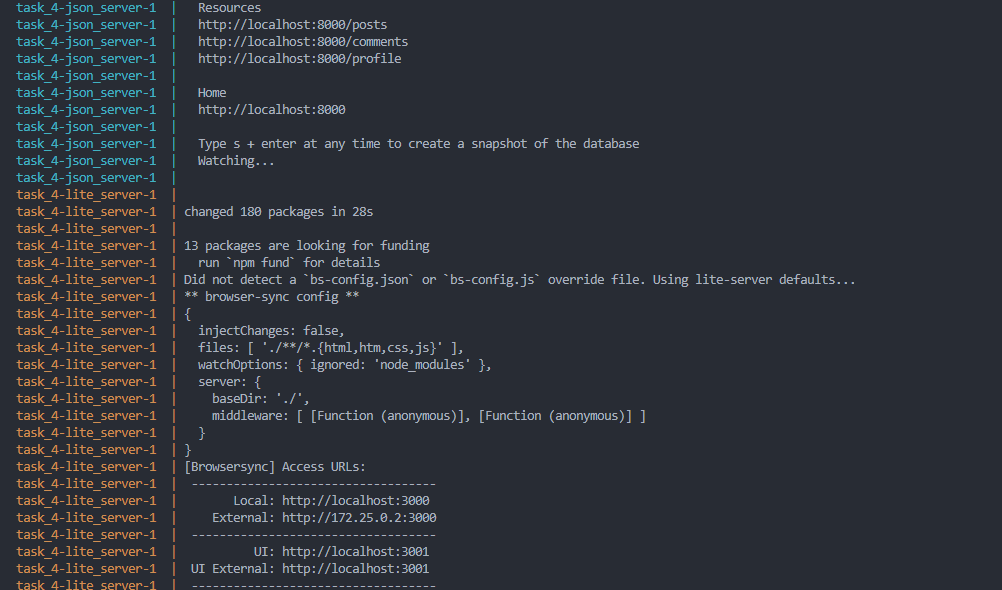 task_4-json_server-1  |   Resources
task_4-json_server-1  |   http://localhost:8000/posts
task_4-json_server-1  |   http://localhost:8000/comments
task_4-json_server-1  |   http://localhost:8000/profile
task_4-json_server-1  |
task_4-json_server-1  |   Home
task_4-json_server-1  |   http://localhost:8000
task_4-json_server-1  |
task_4-json_server-1  |   Type s + enter at any time to create a snapshot of the database
task_4-json_server-1  |   Watching...
task_4-json_server-1  |
task_4-lite_server-1  |
task_4-lite_server-1  | changed 180 packages in 28s
task_4-lite_server-1  |
task_4-lite_server-1  | 13 packages are looking for funding
task_4-lite_server-1  |   run `npm fund` for details
task_4-lite_server-1  | Did not detect a `bs-config.json` or `bs-config.js` override file. Using lite-server defaults...
task_4-lite_server-1  | ** browser-sync config **
task_4-lite_server-1  | {
task_4-lite_server-1  |   injectChanges: false,
task_4-lite_server-1  |   files: [ './**/*.{html,htm,css,js}' ],
task_4-lite_server-1  |   watchOptions: { ignored: 'node_modules' },
task_4-lite_server-1  |   server: {
task_4-lite_server-1  |     baseDir: './',
task_4-lite_server-1  |     middleware: [ [Function (anonymous)], [Function (anonymous)] ]
task_4-lite_server-1  |   }
task_4-lite_server-1  | }
task_4-lite_server-1  | [Browsersync] Access URLs:
task_4-lite_server-1  |  -----------------------------------
task_4-lite_server-1  |        Local: http://localhost:3000
task_4-lite_server-1  |     External: http://172.25.0.2:3000
task_4-lite_server-1  |  -----------------------------------
task_4-lite_server-1  |           UI: http://localhost:3001
task_4-lite_server-1  |  UI External: http://localhost:3001
task_4-lite_server-1  |  -----------------------------------